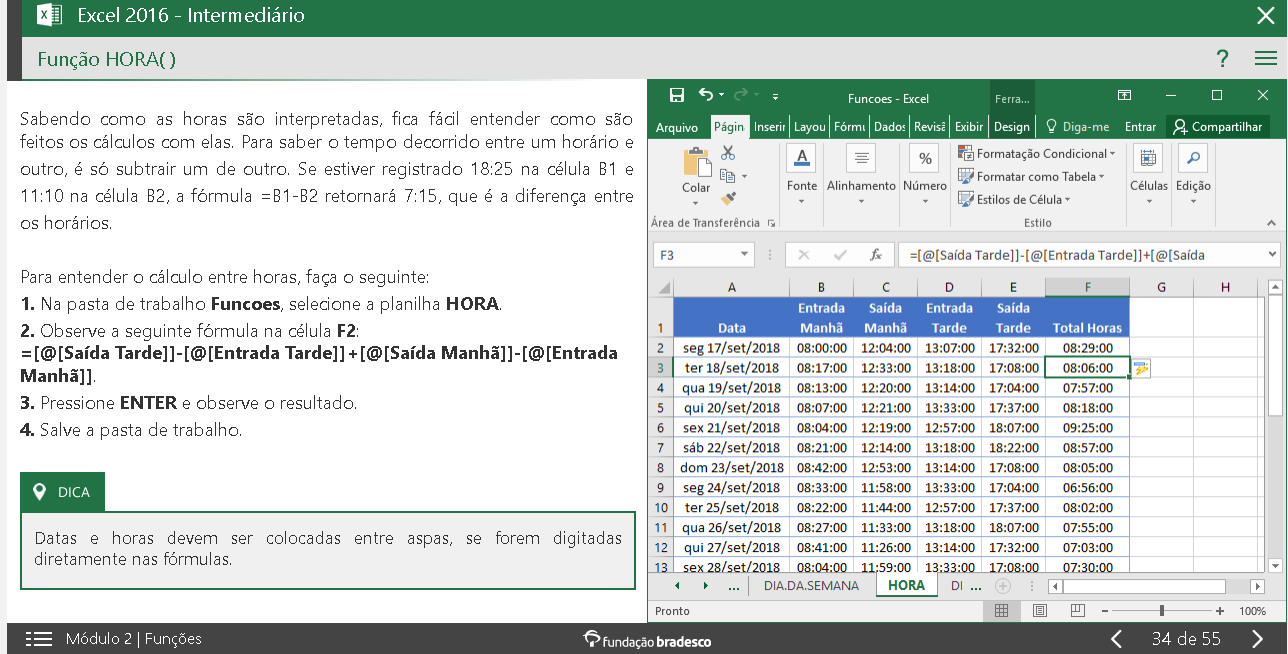 Excel 2016 - Intermediário
Função HORA( )
?
Sabendo como as horas são interpretadas, fica fácil entender como são
feitos os cálculos com elas. Para saber o tempo decorrido entre um horário e
outro, é só subtrair um de outro. Se estiver registrado 18:25 na célula B1 e
11:10 na célula B2, a fórmula =B1-B2 retornará 7:15, que é a diferença entre
os horários.
Para entender o cálculo entre horas, faça o seguinte:
1. Na pasta de trabalho Funcoes, selecione a planilha HORA.
2. Observe a seguinte fórmula na célula F2:
=[@[Saída Tarde]]-[@[Entrada Tarde]]+[@[Saída Manhã]]-[@[Entrada
Manhã]].
3. Pressione ENTER e observe o resultado.
4. Salve a pasta de trabalho.
DICA
Datas e horas devem ser colocadas entre aspas, se forem digitadas
diretamente nas fórmulas.
Funcoes - Excel Ferra...
Arquivo Págin Inserir Layou Fórmu Dados Revisã Exibir Design Diga-me Entrar Compartilhar
Colar Fonte Alinhamento Número Formatação Condicional Células Edição
Formatar como Tabela
Estilos de Célula
Área de Transferência Estilo
F3 fx =[@[Saída Tarde]]-[@[Entrada Tarde]]+[@[Saída
A B C D E F G H
Entrada Saída Entrada Saída
1 Data Manhã Manhã Tarde Tarde Total Horas
2 seg 17/set/2018 08:00:00 12:04:00 13:07:00 17:32:00 08:29:00
3 ter 18/set/2018 08:17:00 12:33:00 13:18:00 17:08:00 08:06:00
4 qua 19/set/2018 08:13:00 12:20:00 13:14:00 17:04:00 07:57:00
5 qui 20/set/2018 08:07:00 12:21:00 13:33:00 17:37:00 08:18:00
6 sex 21/set/2018 08:04:00 12:19:00 12:57:00 18:07:00 09:25:00
7 sáb 22/set/2018 08:21:00 12:14:00 13:18:00 18:22:00 08:57:00
8 dom 23/set/2018 08:42:00 12:53:00 13:14:00 17:08:00 08:05:00
9 seg 24/set/2018 08:33:00 11:58:00 13:33:00 17:04:00 06:56:00
10 ter 25/set/2018 08:22:00 11:44:00 12:57:00 17:37:00 08:02:00
11 qua 26/set/2018 08:27:00 11:33:00 13:18:00 18:07:00 07:55:00
12 qui 27/set/2018 08:41:00 11:26:00 13:14:00 17:32:00 07:03:00
13 sex 28/set/2018 08:04:00 11:59:00 13:33:00 17:08:00 07:30:00
... DIA.DA.SEMANA HORA DI ...
Pronto 100%
Módulo 2 | Funções fundação bradesco 34 de 55